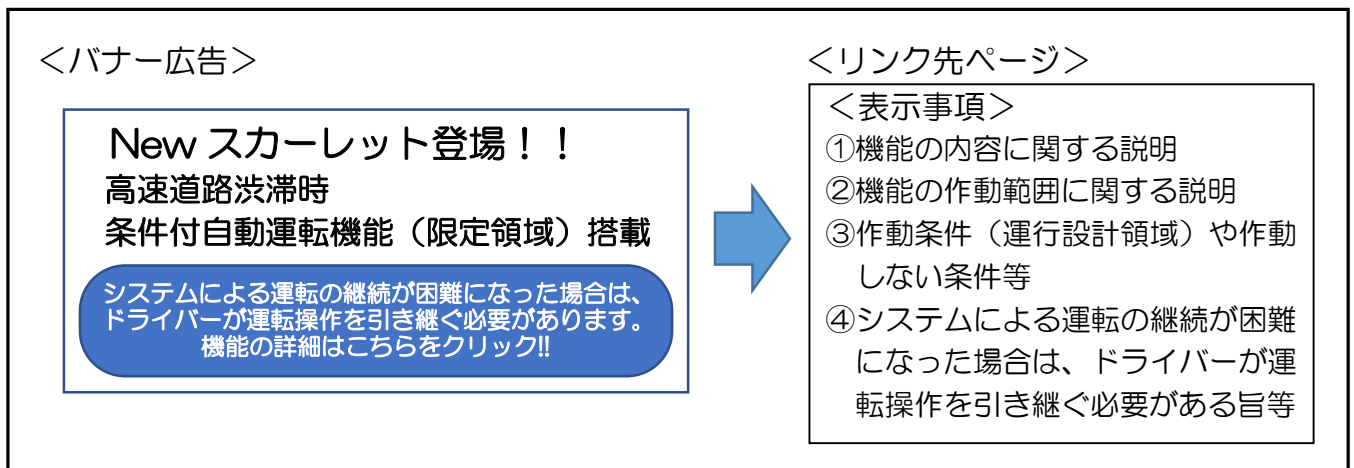 ＜バナー広告＞
New スカーレット登場！！
高速道路渋滞時
条件付自動運転機能（限定領域）搭載
システムによる運転の継続が困難になった場合は、
ドライバーが運転操作を引き継ぐ必要があります。
機能の詳細はこちらをクリック!!
＜リンク先ページ＞
＜表示事項＞
①機能の内容に関する説明
②機能の作動範囲に関する説明
③作動条件（運行設計領域）や作動
しない条件等
④システムによる運転の継続が困難
になった場合は、ドライバーが運
転操作を引き継ぐ必要がある旨等